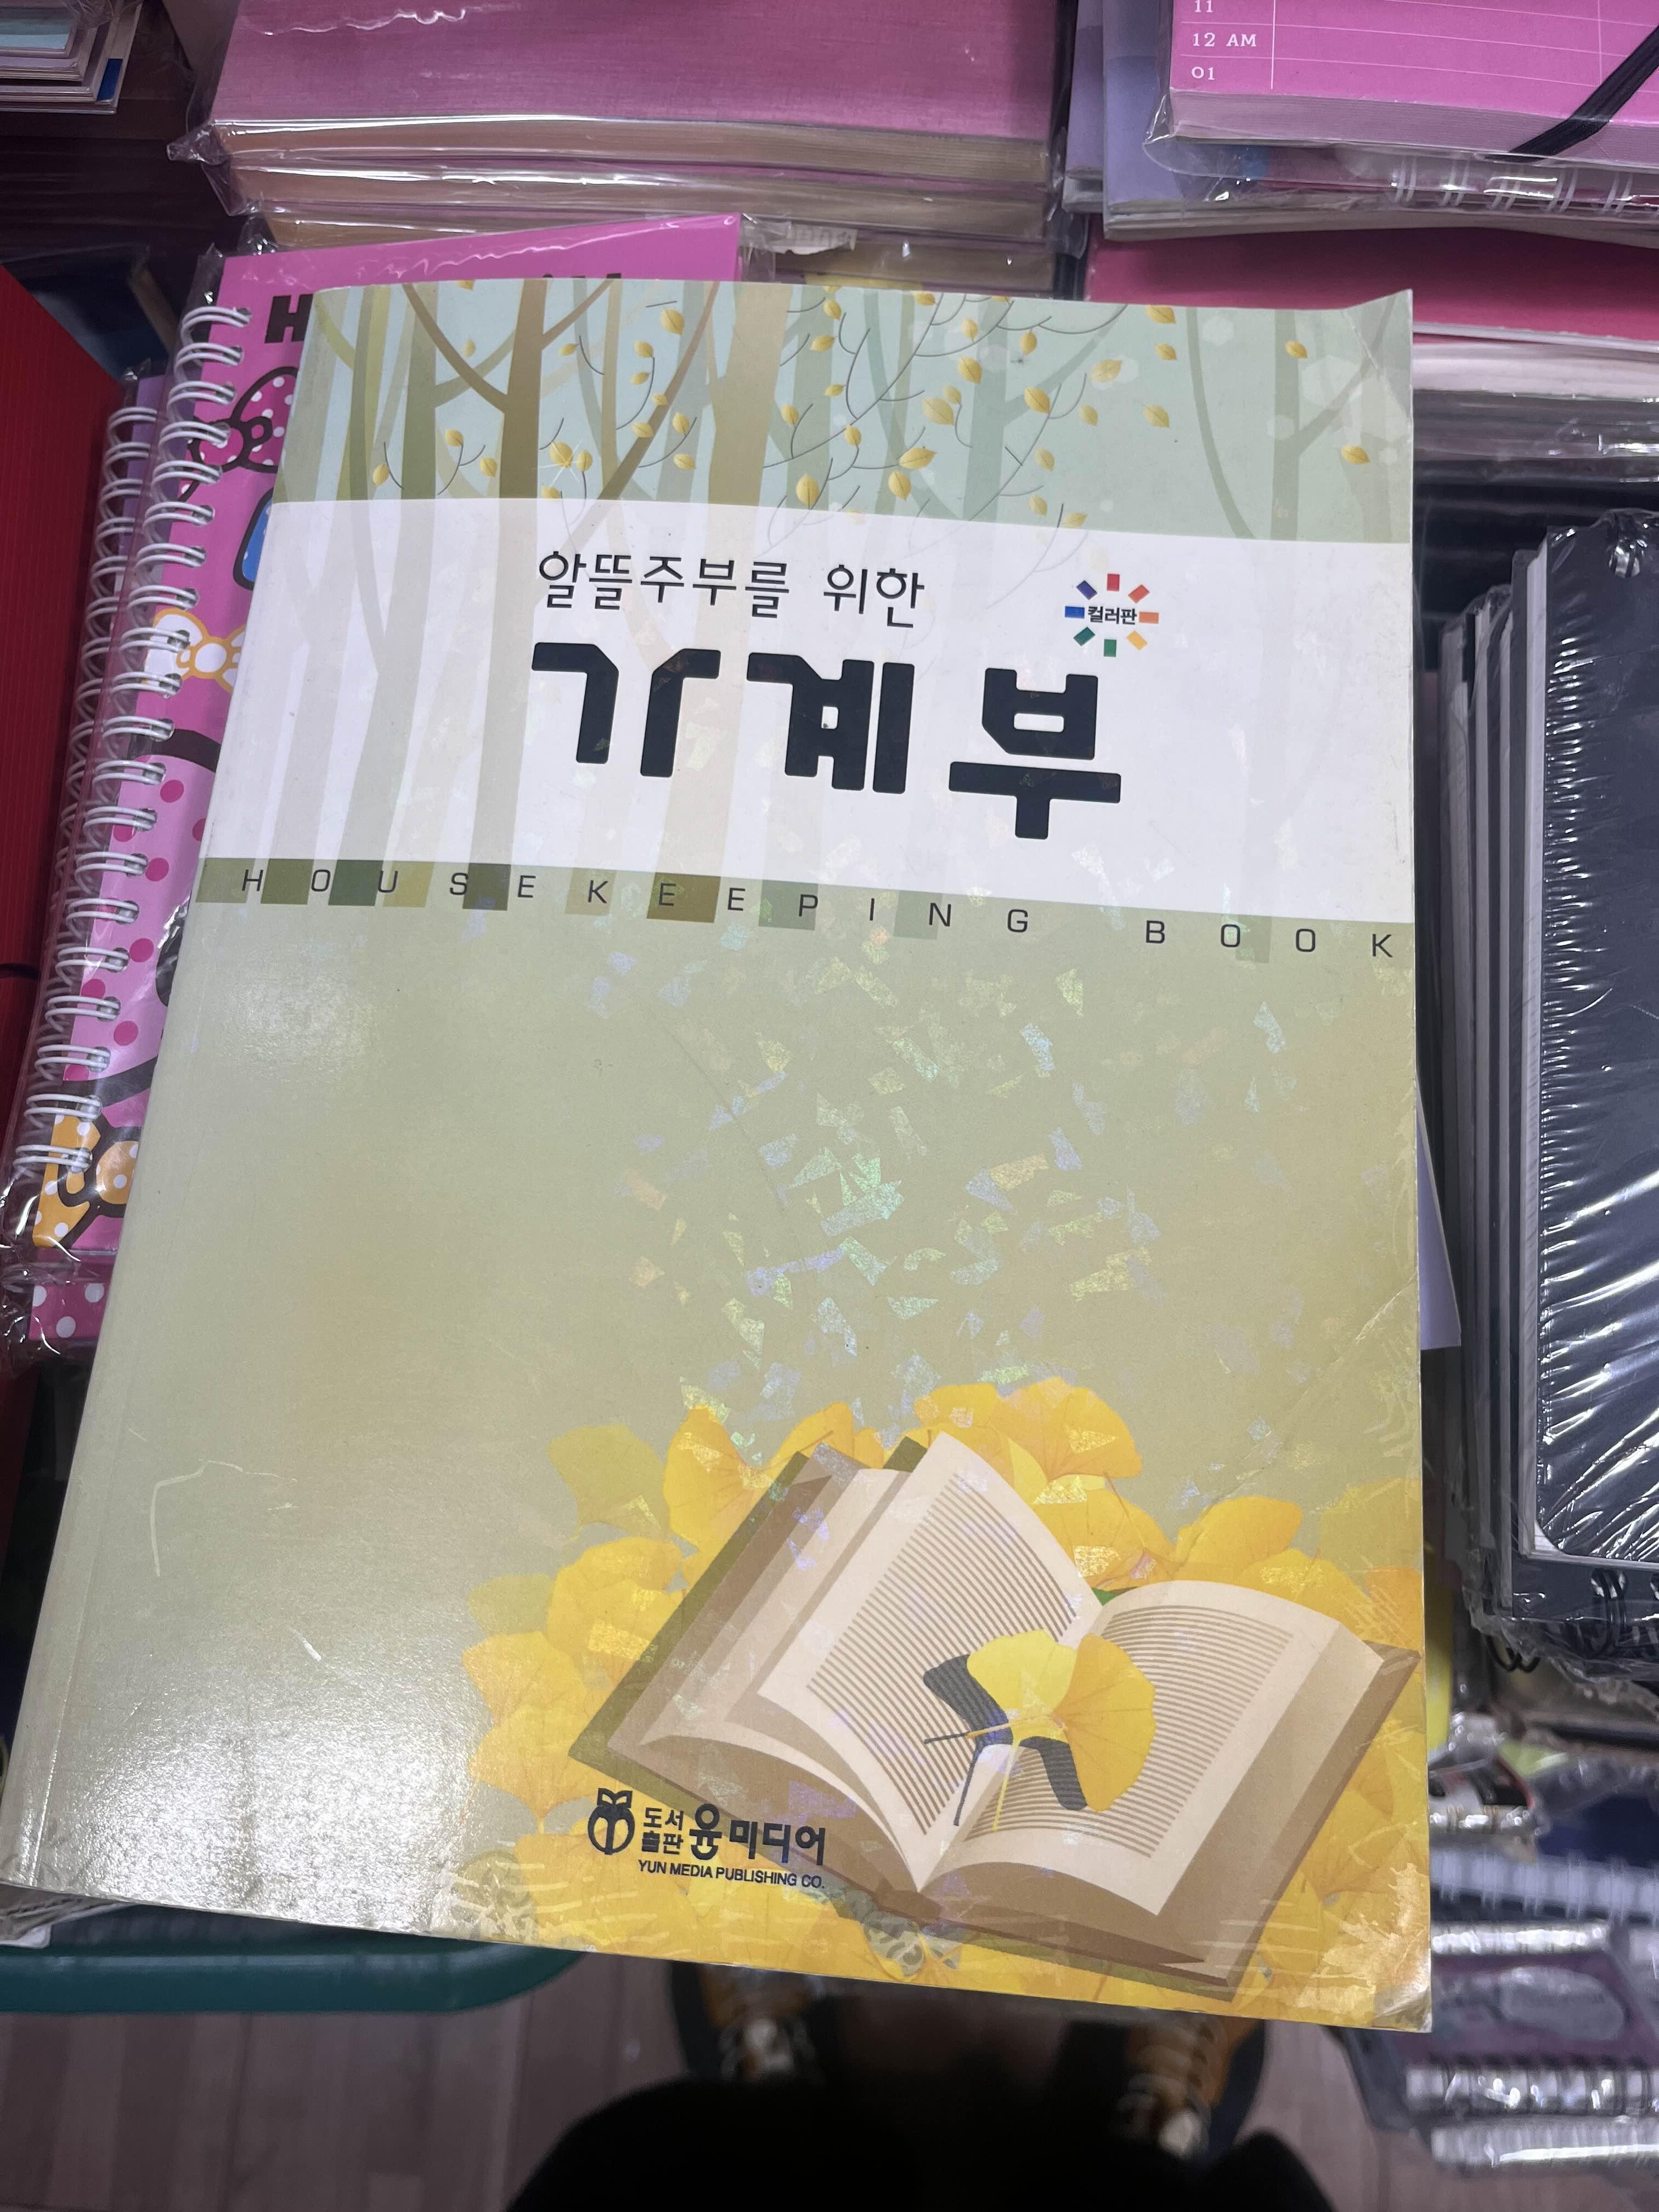 11
12 AM
01
알뜰주부를 위한
컬러판
가계부
HOUSEKEEPING BOOK
도서
출판
윤미디어
YUN MEDIA PUBLISHING CO.